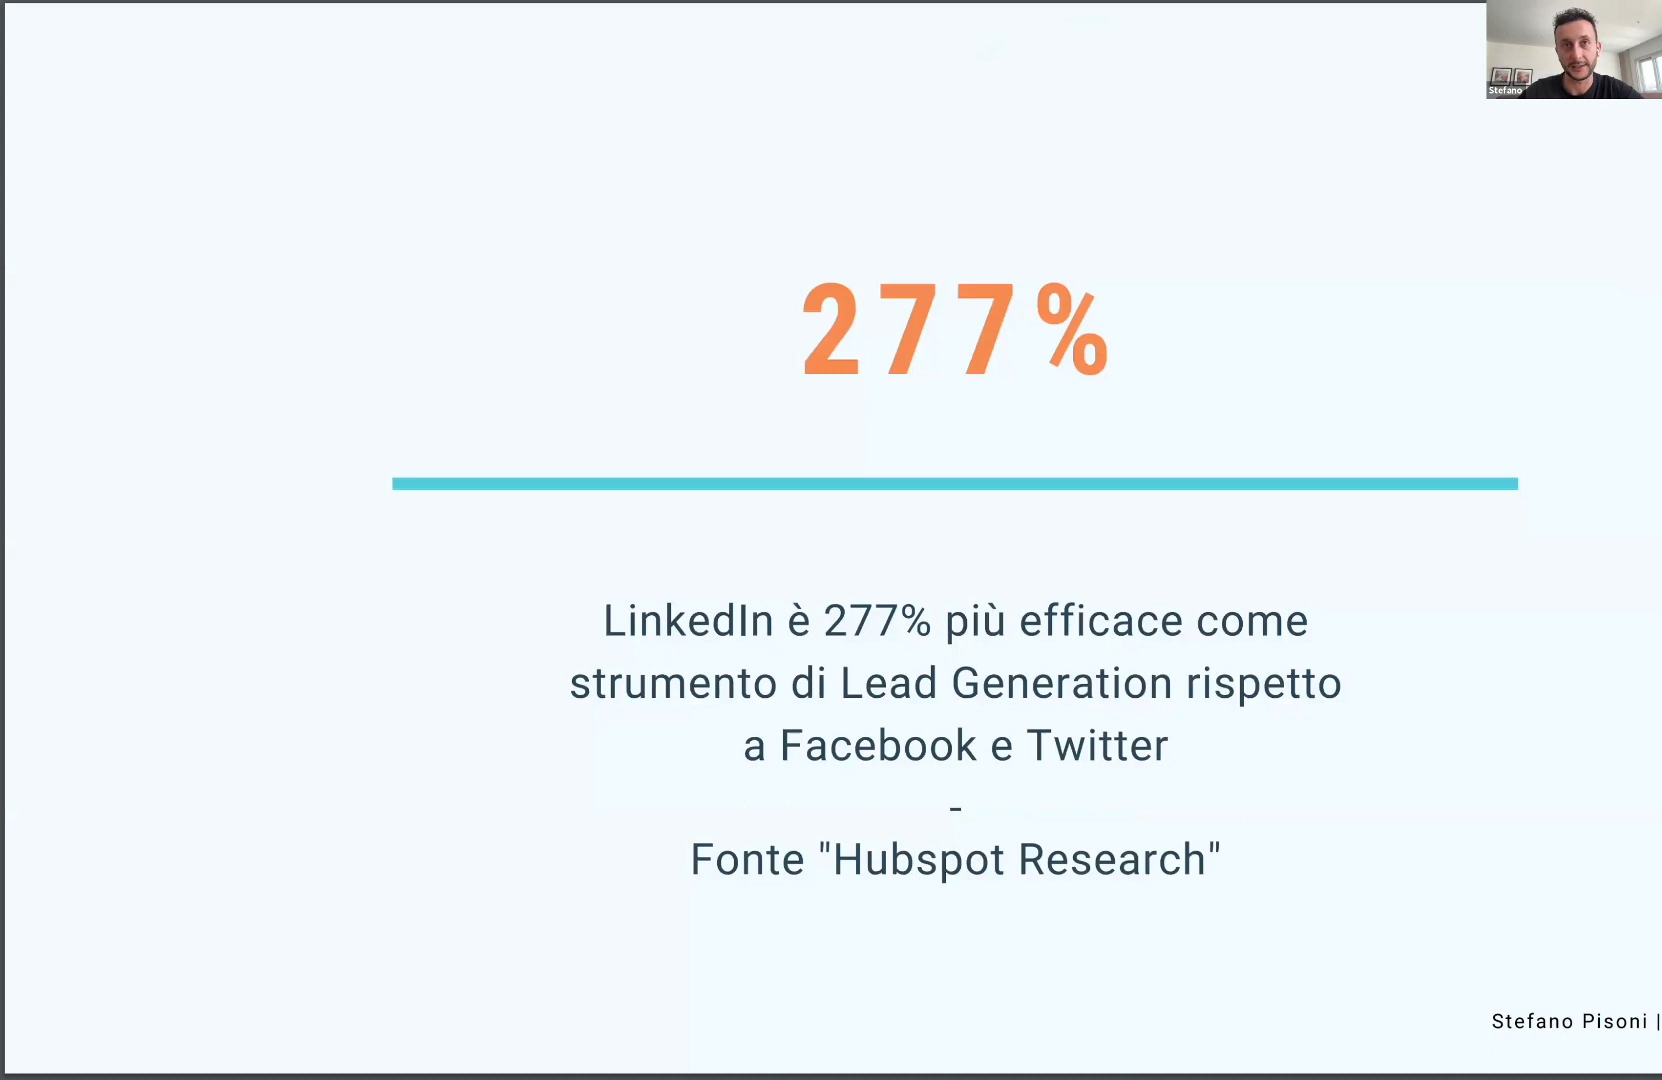 Stefano
277%
LinkedIn è 277% più efficace come
strumento di Lead Generation rispetto
a Facebook e Twitter
-
Fonte "Hubspot Research"
Stefano Pisoni |